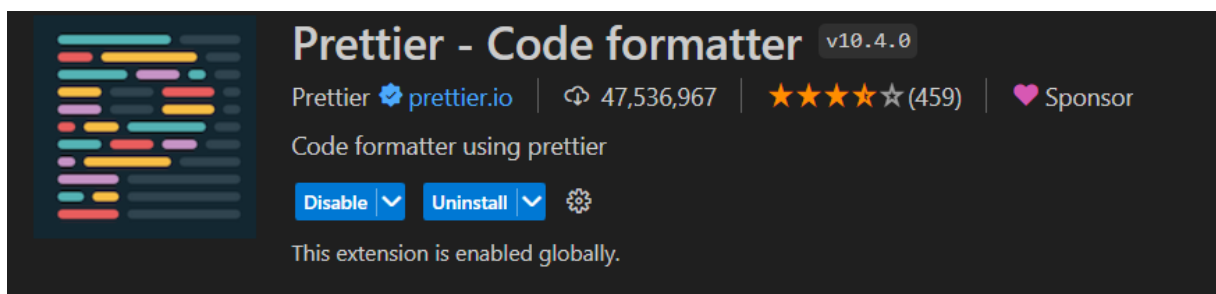 Prettier - Code formatter v10.4.0
Prettier prettier.io 47,536,967 (459) Sponsor
Code formatter using prettier
Disable Uninstall
This extension is enabled globally.